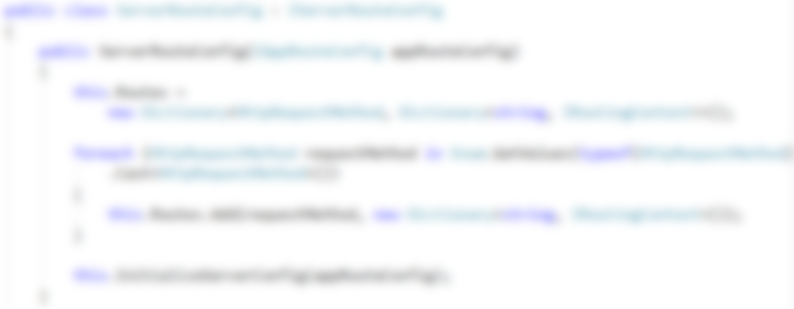 public class ServerRouteConfig : IServerRouteConfig
{
public ServerRouteConfig(IAppRouteConfig appRouteConfig)
{
this.Routes =
new Dictionary<HttpRequestMethod, Dictionary<string, IRoutingContext>>();
foreach (HttpRequestMethod requestMethod in Enum.GetValues(typeof(HttpRequestMethod))
.Cast<HttpRequestMethod>())
{
this.Routes.Add(requestMethod, new Dictionary<string, IRoutingContext>());
}
this.InitializeServerConfig(appRouteConfig);
}